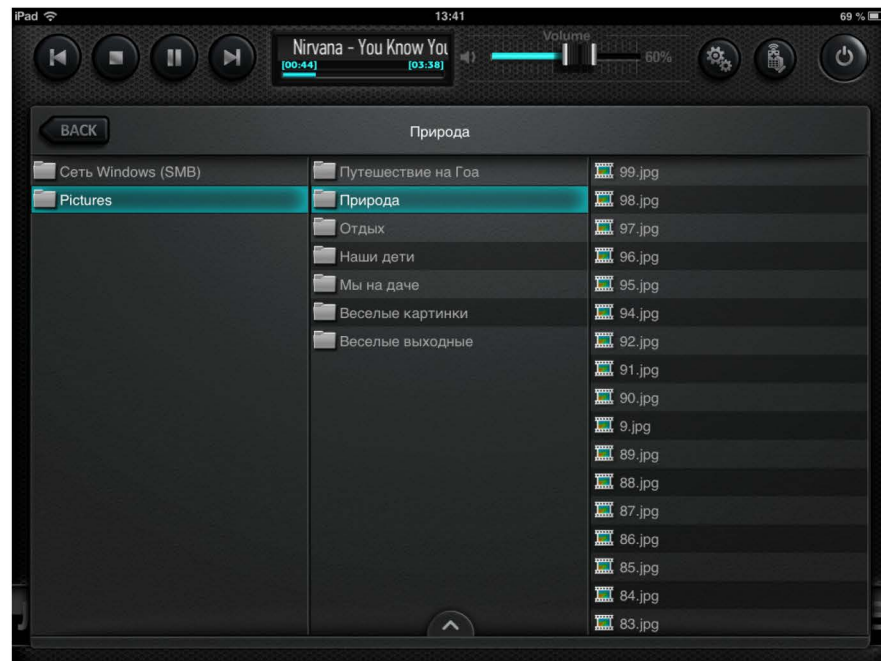 iPad 13:41 69 %
Volume
Nirvana - You Know You
[00:44] [03:38]
60%
BACK
Природа
Сеть Windows (SMB)
Pictures
Путешествие на Гоа
Природа
Отдых
Наши дети
Мы на даче
Веселые картинки
Веселые выходные
99.jpg
98.jpg
97.jpg
96.jpg
95.jpg
94.jpg
92.jpg
91.jpg
90.jpg
9.jpg
89.jpg
88.jpg
87.jpg
86.jpg
85.jpg
84.jpg
83.jpg